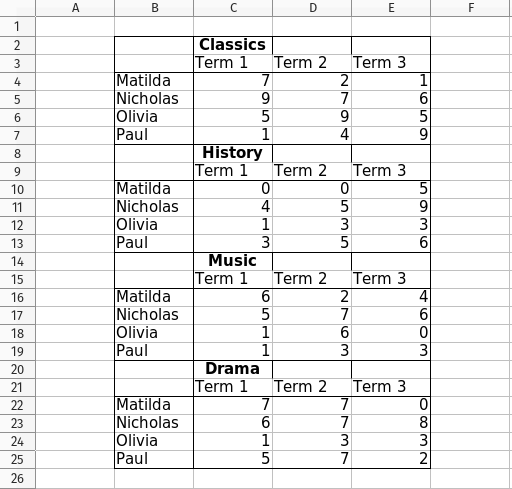 A B C D E F
1
2 Classics
3 Term 1 Term 2 Term 3
4 Matilda 7 2 1
5 Nicholas 9 7 6
6 Olivia 5 9 5
7 Paul 1 4 9
8 History
9 Term 1 Term 2 Term 3
10 Matilda 0 0 5
11 Nicholas 4 5 9
12 Olivia 1 3 3
13 Paul 3 5 6
14 Music
15 Term 1 Term 2 Term 3
16 Matilda 6 2 4
17 Nicholas 5 7 6
18 Olivia 1 6 0
19 Paul 1 3 3
20 Drama
21 Term 1 Term 2 Term 3
22 Matilda 7 7 0
23 Nicholas 6 7 8
24 Olivia 1 3 3
25 Paul 5 7 2
26